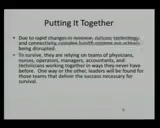 Putting It Together
• Due to rapid changes in revenue, culture, technology,
and connectivity, complex health systems are actively
being disrupted.
• To survive, they are relying on teams of physicians,
nurses, operators, managers, accountants, and
technicians working together in ways they never have
before. One way or the other, leaders will be found for
those teams that deliver the success necessary for survival.